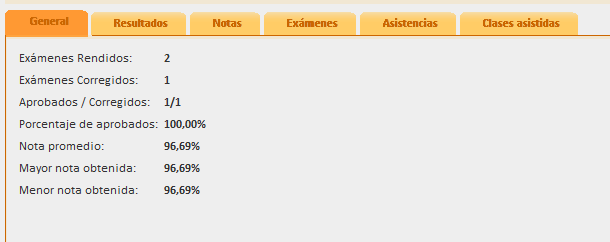 General Resultados Notas Exámenes Asistencias Clases asistidas
Exámenes Rendidos: 2
Exámenes Corregidos: 1
Aprobados / Corregidos: 1/1
Porcentaje de aprobados: 100,00%
Nota promedio: 96,69%
Mayor nota obtenida: 96,69%
Menor nota obtenida: 96,69%